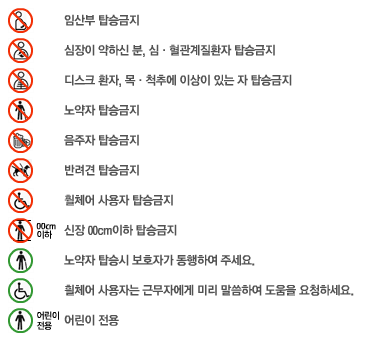 임산부 탑승금지
심장이 약하신 분, 심 · 혈관계질환자 탑승금지
디스크 환자, 목 · 척추에 이상이 있는 자 탑승금지
노약자 탑승금지
음주자 탑승금지
반려견 탑승금지
휠체어 사용자 탑승금지
00cm
이하
신장 00cm이하 탑승금지
노약자 탑승시 보호자가 동행하여 주세요.
휠체어 사용자는 근무자에게 미리 말씀하여 도움을 요청하세요.
어린이
전용
어린이 전용